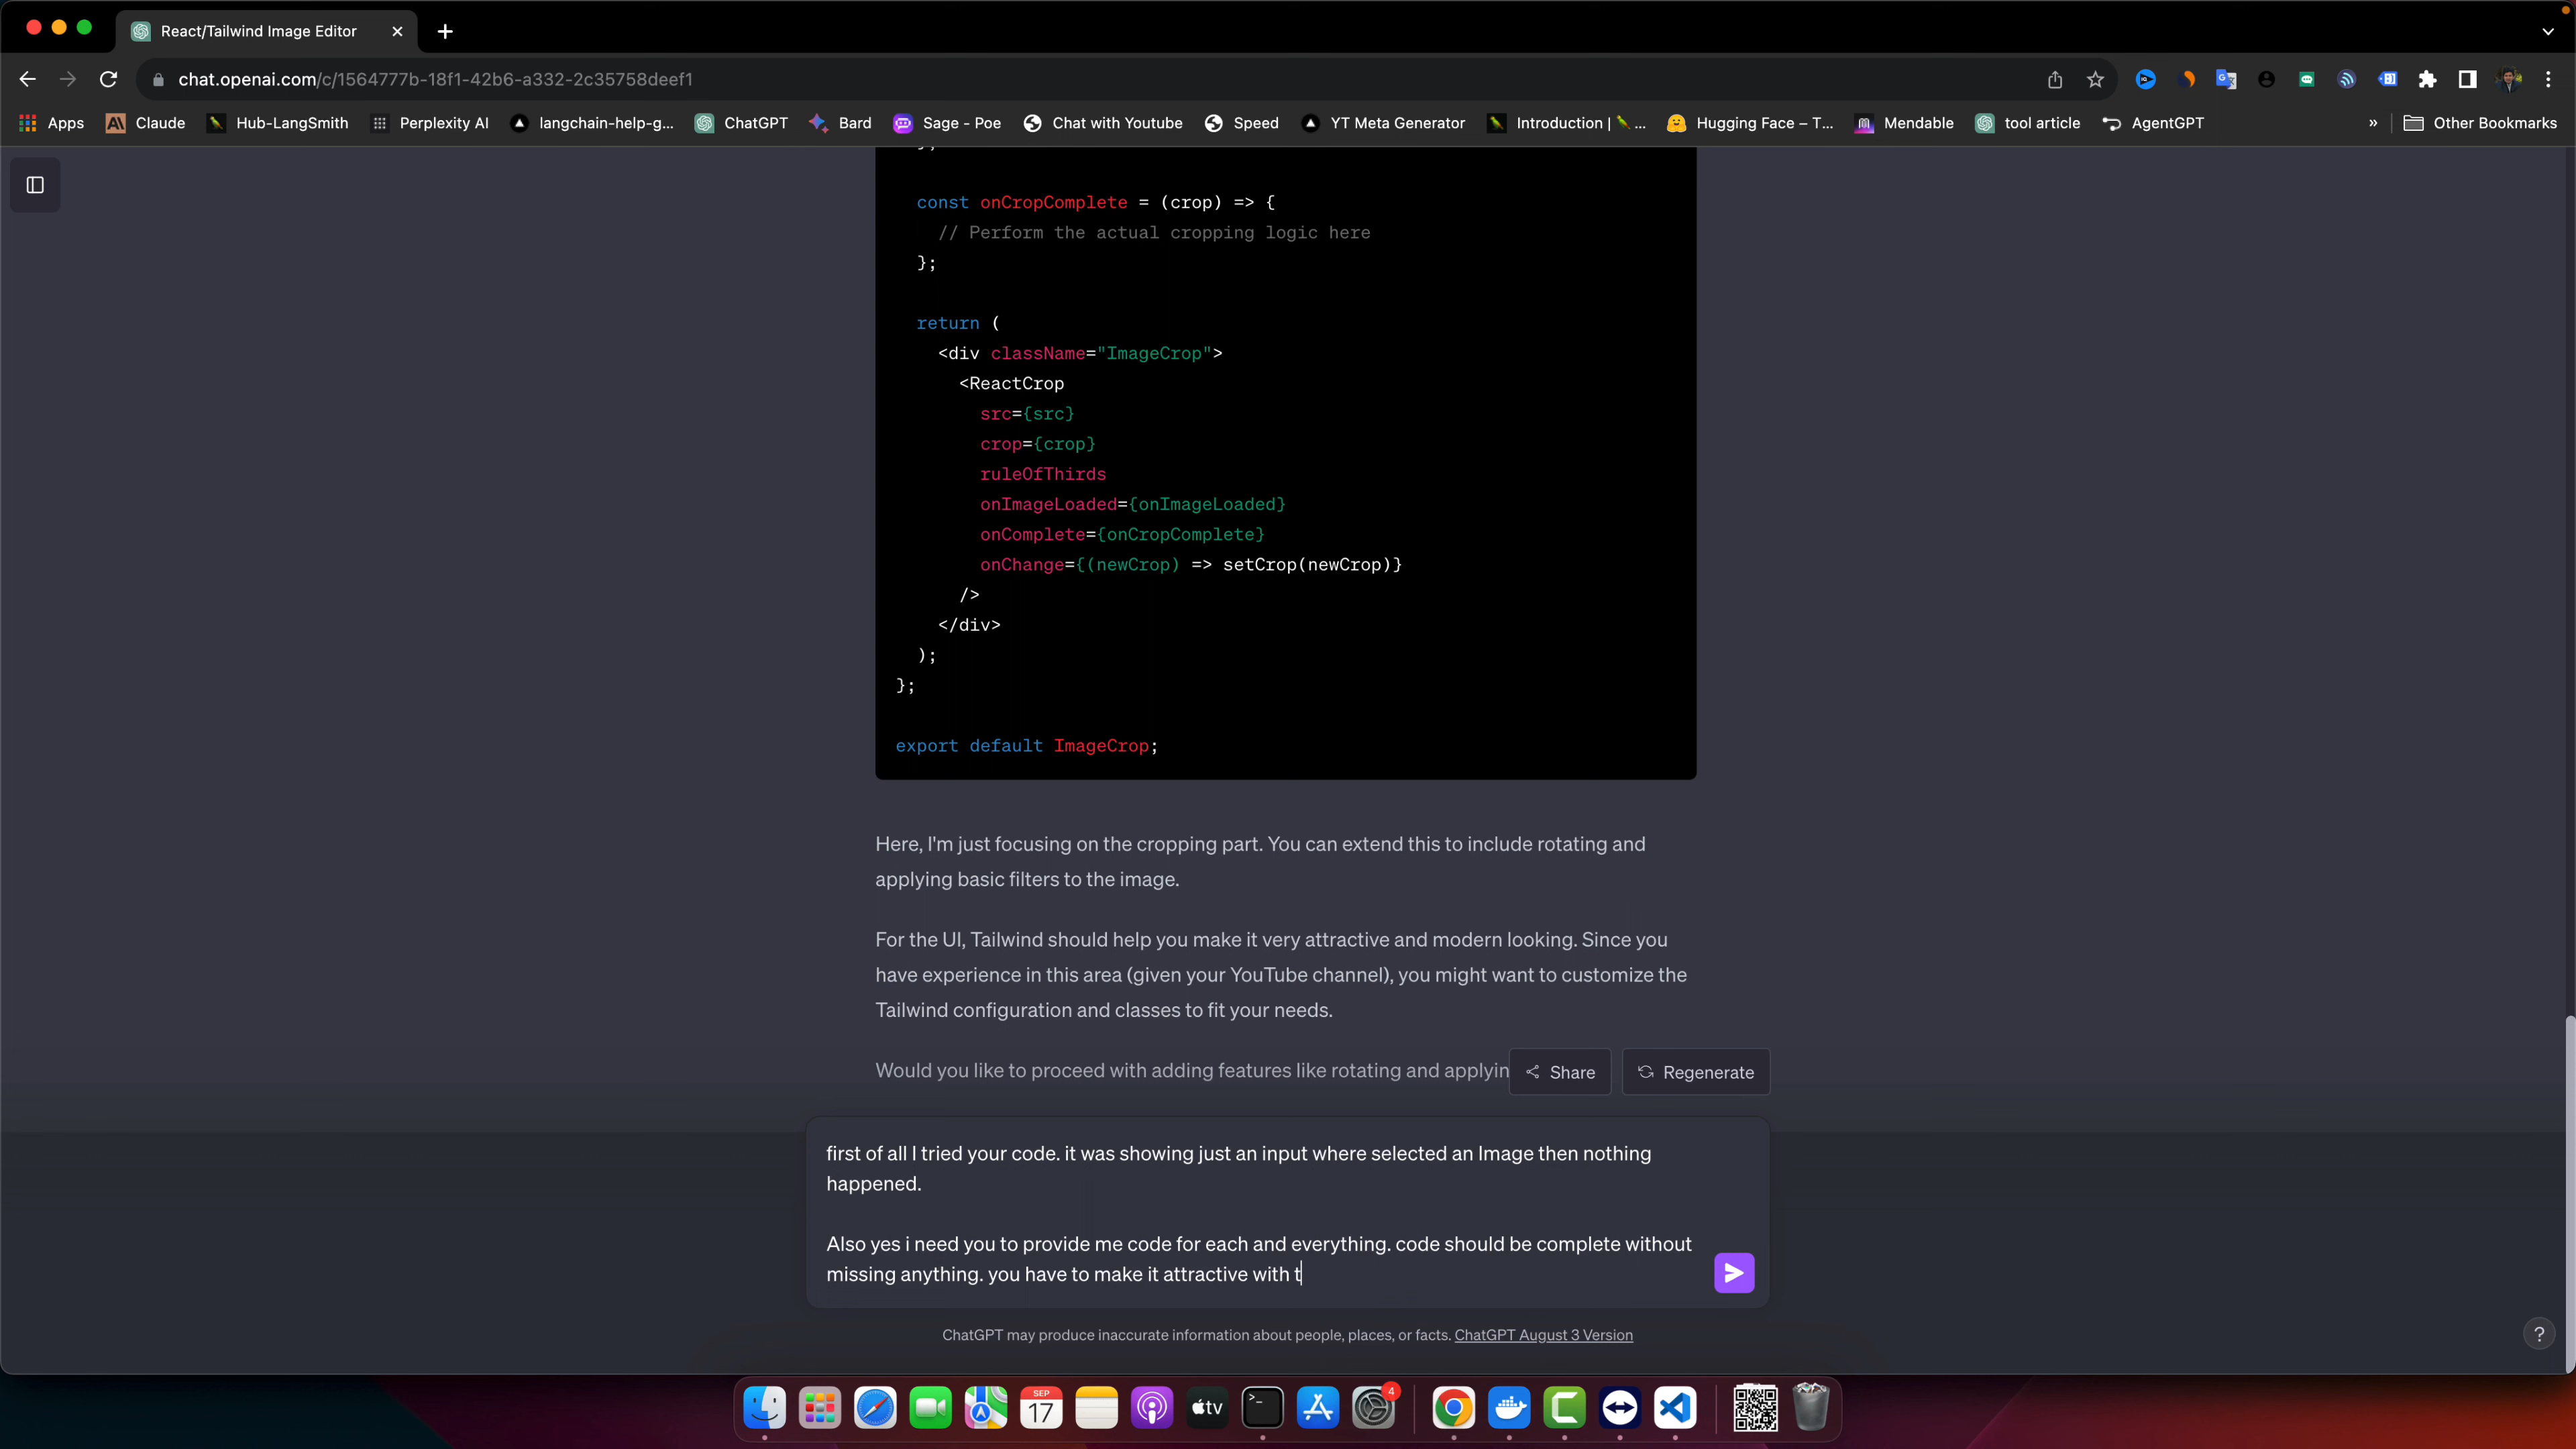 React/Tailwind Image Editor
chat.openai.com/c/1564777b-18f1-42b6-a332-2c35758deef1
Apps Claude Hub-LangSmith Perplexity AI langchain-help-g... ChatGPT Bard Sage - Poe Chat with Youtube Speed YT Meta Generator Introduction | ... Hugging Face – T... Mendable tool article AgentGPT » Other Bookmarks
const onCropComplete = (crop) => {
// Perform the actual cropping logic here
};
return (
<div className="ImageCrop">
<ReactCrop
src={src}
crop={crop}
ruleOfThirds
onImageLoaded={onImageLoaded}
onComplete={onCropComplete}
onChange={(newCrop) => setCrop(newCrop)}
/>
</div>
);
};
export default ImageCrop;
Here, I'm just focusing on the cropping part. You can extend this to include rotating and
applying basic filters to the image.
For the UI, Tailwind should help you make it very attractive and modern looking. Since you
have experience in this area (given your YouTube channel), you might want to customize the
Tailwind configuration and classes to fit your needs.
Would you like to proceed with adding features like rotating and applyin
Share Regenerate
first of all I tried your code. it was showing just an input where selected an Image then nothing
happened.
Also yes i need you to provide me code for each and everything. code should be complete without
missing anything. you have to make it attractive with t
ChatGPT may produce inaccurate information about people, places, or facts. ChatGPT August 3 Version
?
SEP
17
tv
4